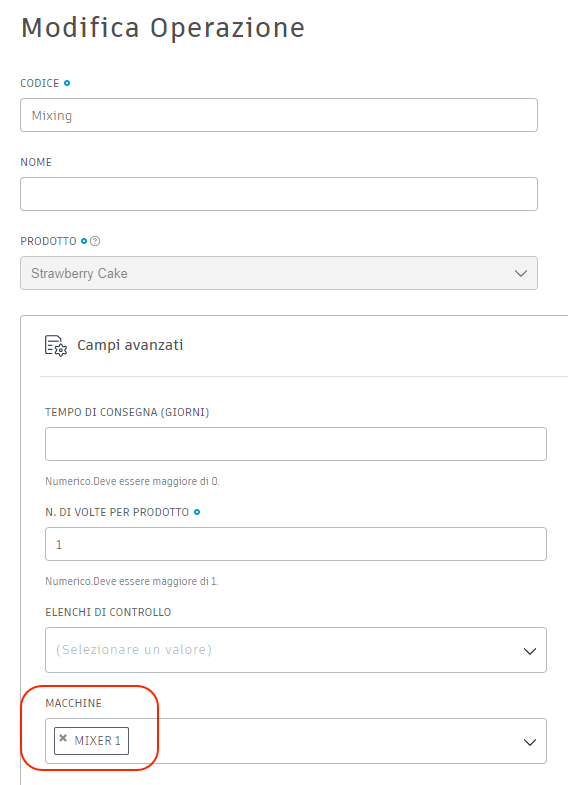 Modifica Operazione
CODICE
Mixing
NOME
PRODOTTO
Strawberry Cake
Campi avanzati
TEMPO DI CONSEGNA (GIORNI)
Numerico.Deve essere maggiore di 0.
N. DI VOLTE PER PRODOTTO
1
Numerico.Deve essere maggiore di 1.
ELENCHI DI CONTROLLO
(Selezionare un valore)
MACCHINE
× MIXER 1